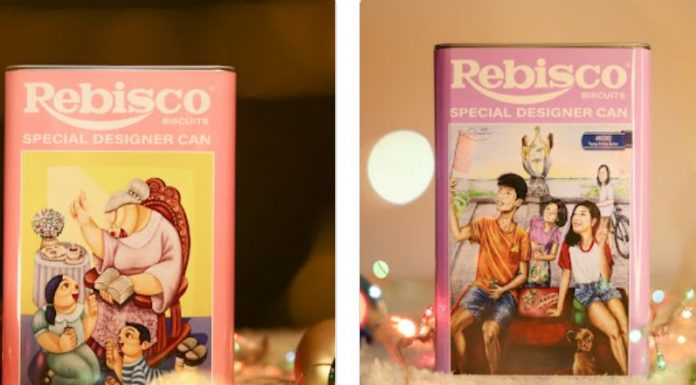 Rebisco
BISCUITS
SPECIAL DESIGNER CAN
Rebisco
BISCUITS
SPECIAL DESIGNER CAN